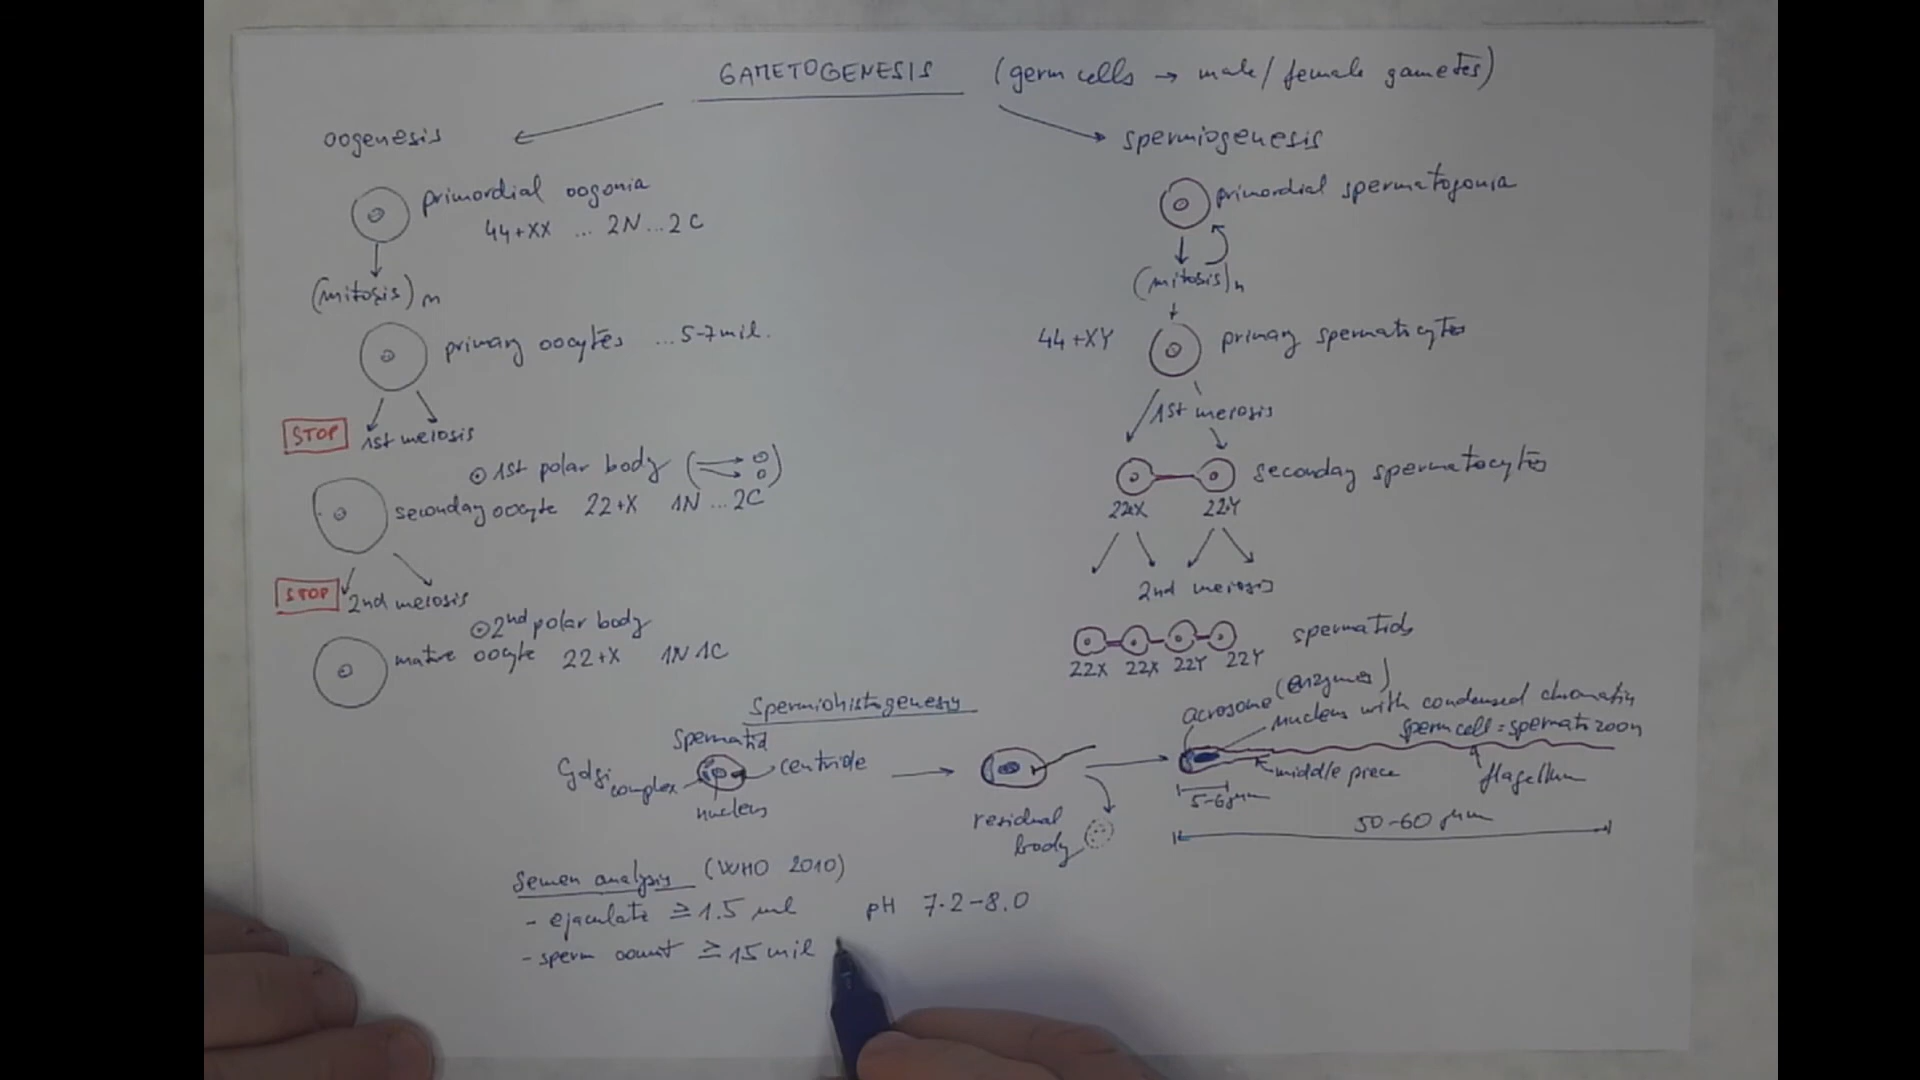 GAMETOGENESIS (germ cells → male/female gametes)
oogenesis
primordial oogonia
44+XX ... 2N ... 2C
(mitosis)n
primary oocytes ... 5-7 mil.
STOP 1st meiosis
1st polar body
secondary oocyte 22+X 1N ... 2C
STOP 2nd meiosis
2nd polar body
mature oocyte 22+X 1N 1C
spermiogenesis
primordial spermatogonia
(mitosis)n
44+XY primary spermatocytes
1st meiosis
seconday spermatocytes
22X 22Y
2nd meiosis
spermatids
22X 22X 22Y 22Y
Spermiohistogenesis
spermatid
Golgi complex
centriole
nucleus
residual body
acrosome (enzymes)
nucleus with condensed chromatin
sperm cell = spermatozoon
middle piece
flagellum
5-6 µm
50-60 µm
Semen analysis (WHO 2010)
- ejaculate ≥ 1.5 ml pH 7.2-8.0
- sperm count ≥ 15 mil